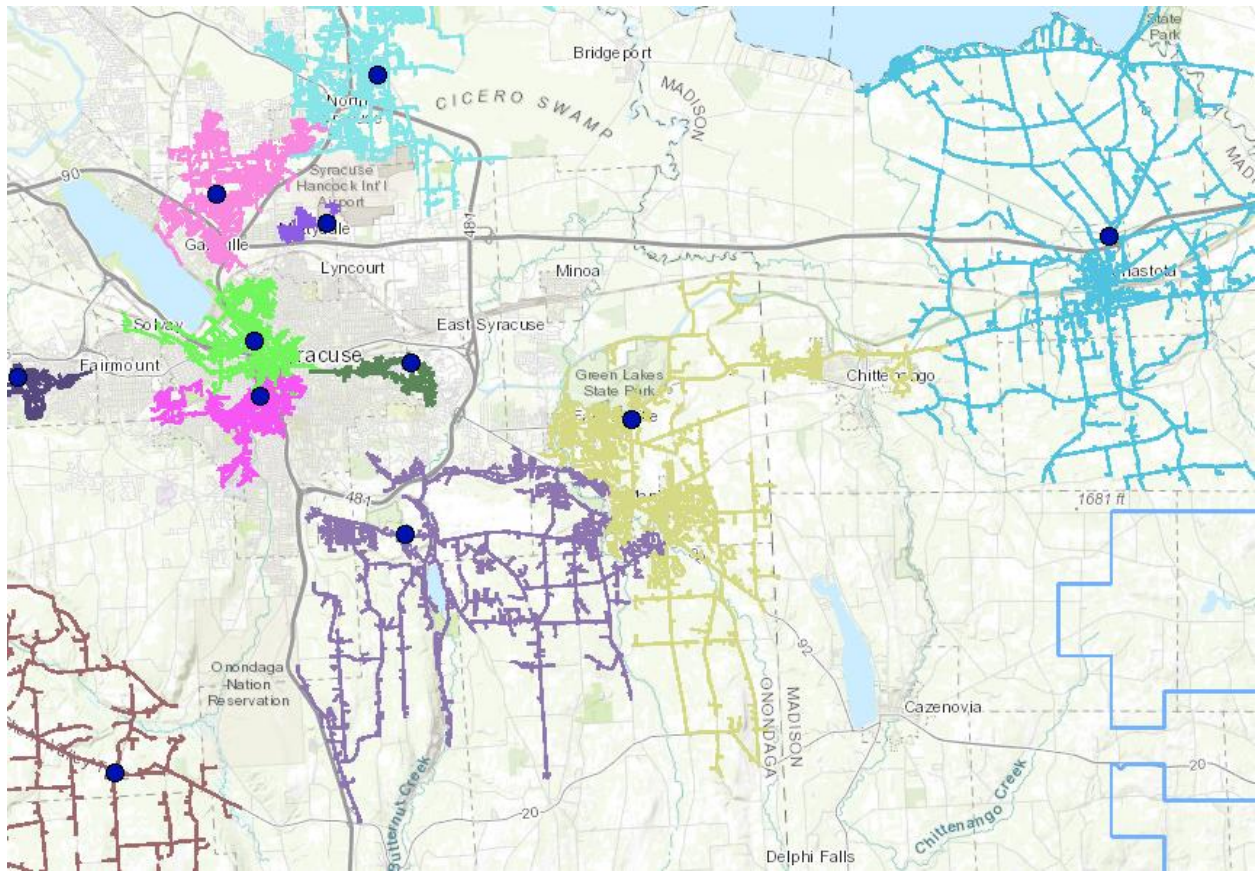 State
Park
Bridgeport
MADISON
North
CICERO SWAMP
Syracuse
Hancock Int'l
Airport
90
481
Lyncourt
Minoa
Solvay
East Syracuse
Fairmount
Green Lakes
State Park
Chittenango
481
1681 ft
92
Onondaga
Nation
Reservation
ONONDAGA
MADISON
Cazenovia
20
20
Butternut Creek
Chittenango Creek
Delphi Falls